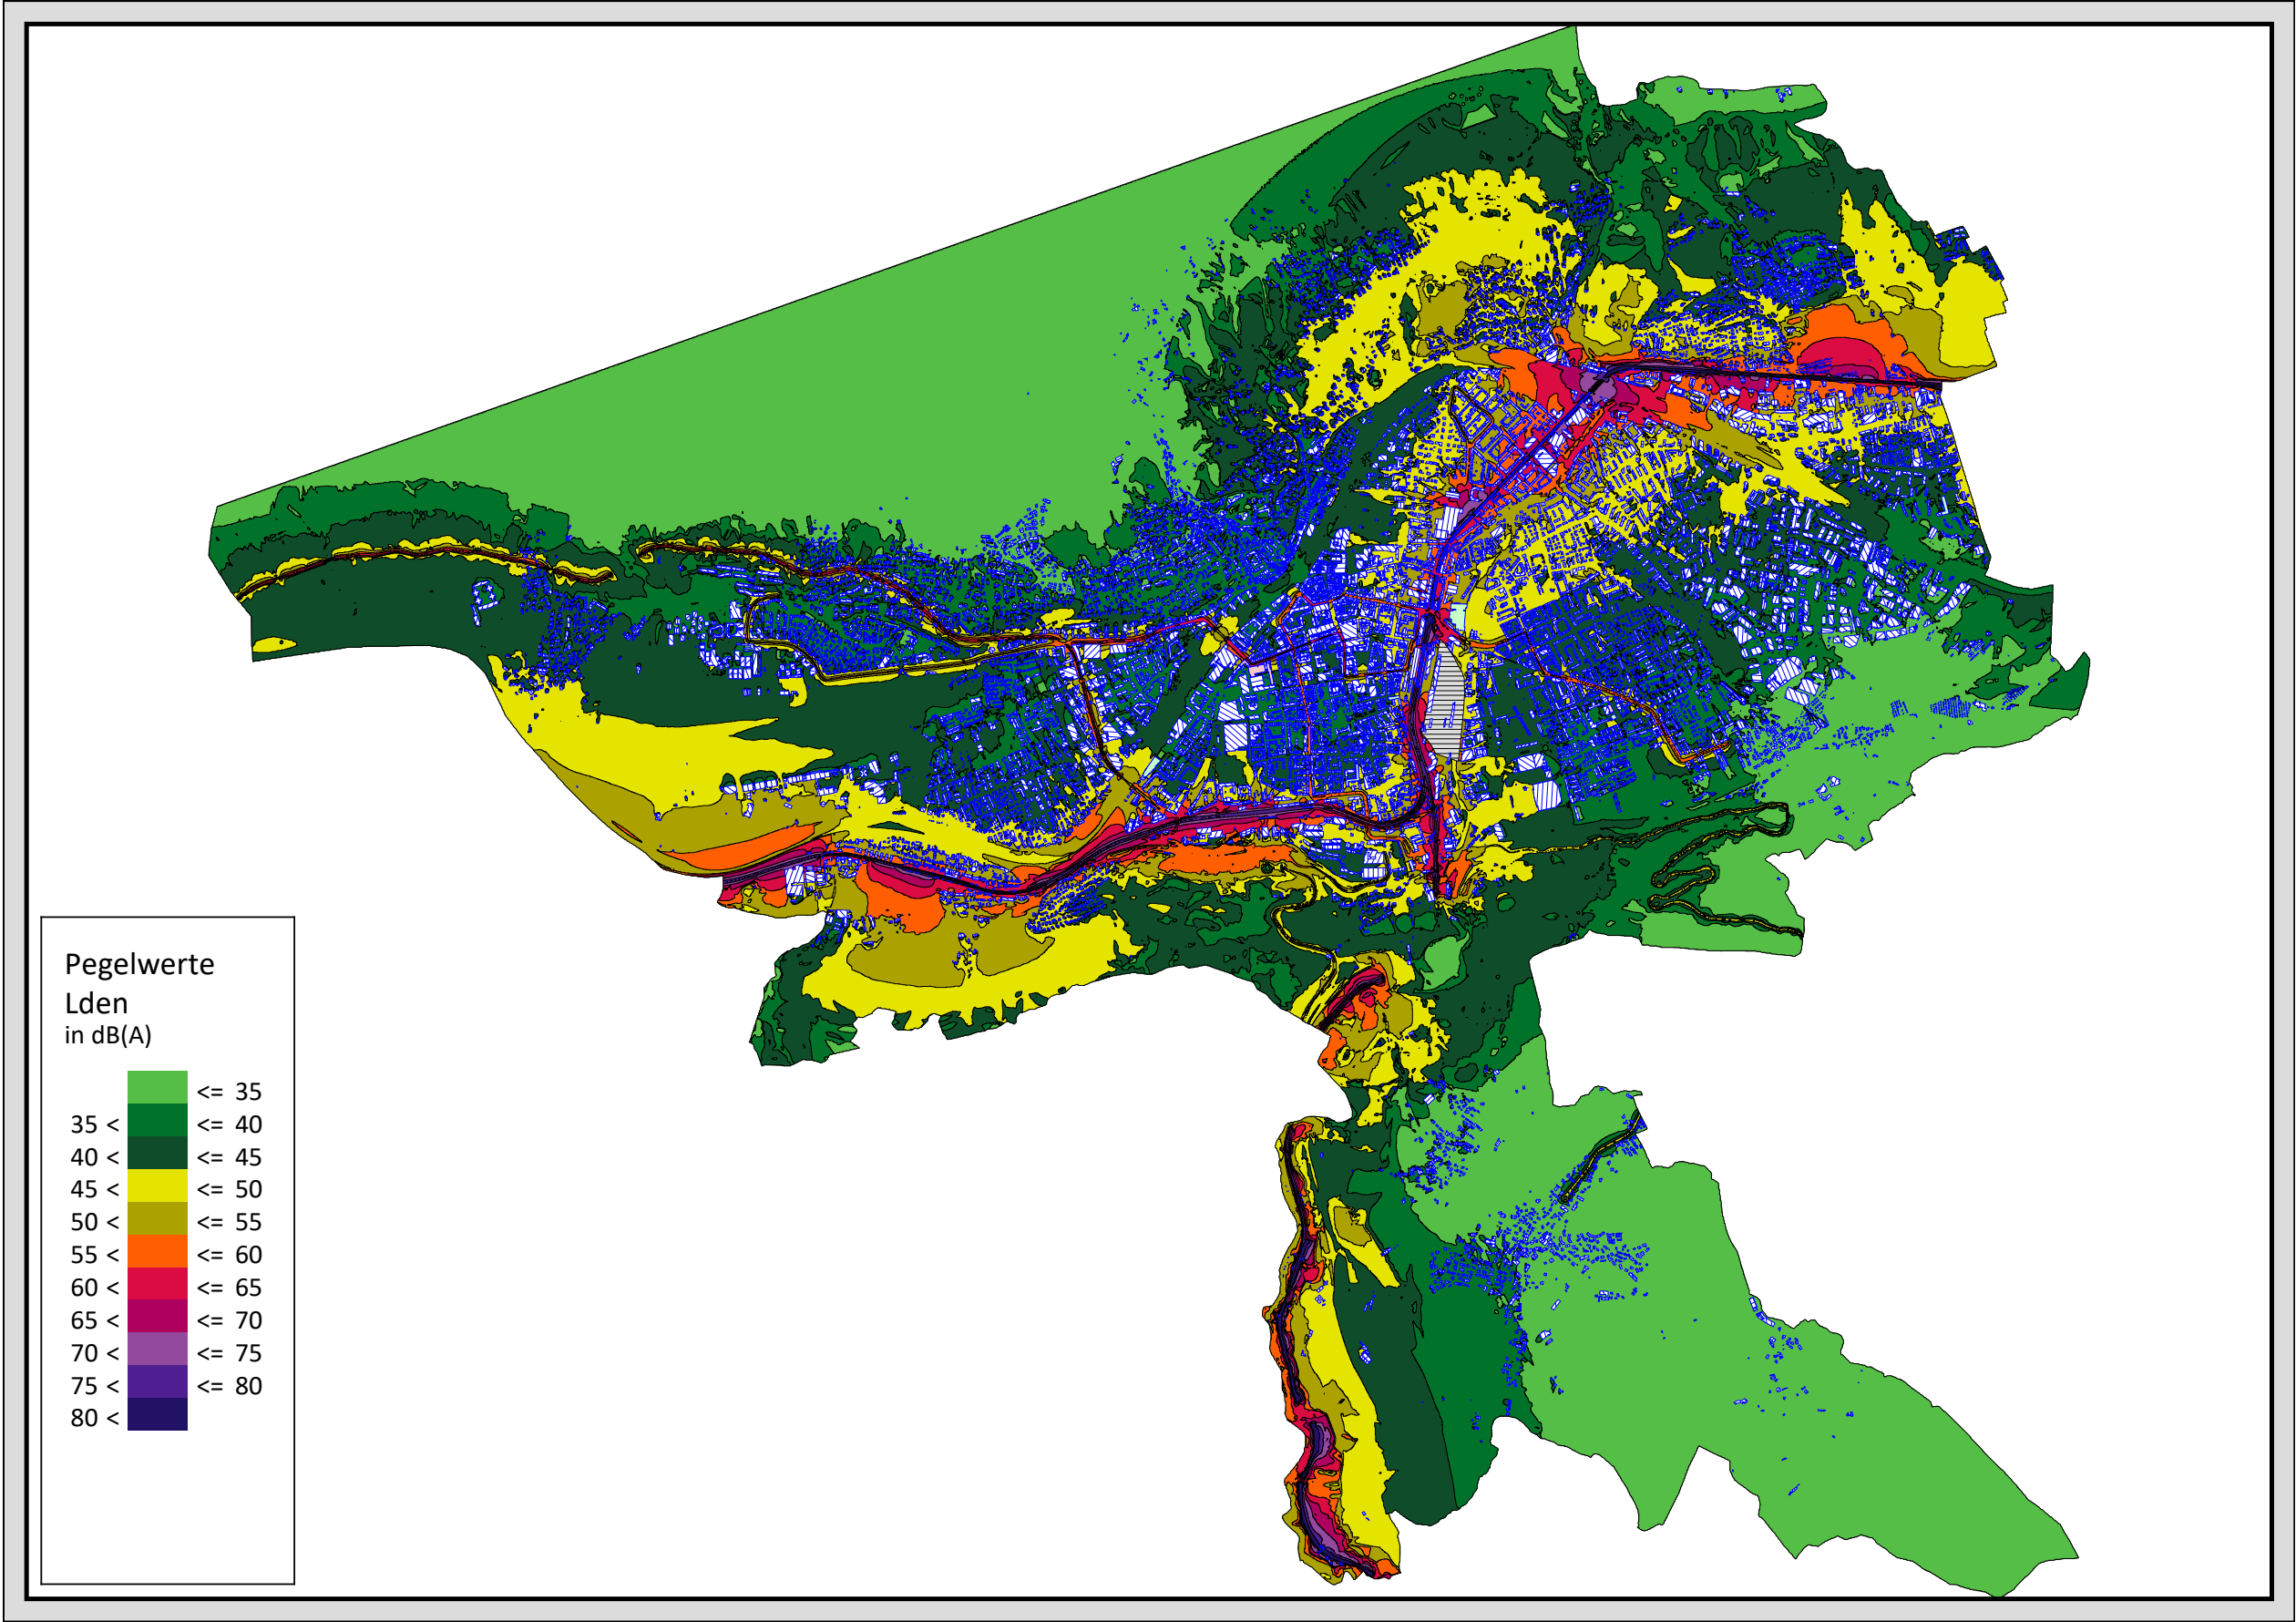 Pegelwerte
Lden
in dB(A)
<= 35
35 < <= 40
40 < <= 45
45 < <= 50
50 < <= 55
55 < <= 60
60 < <= 65
65 < <= 70
70 < <= 75
75 < <= 80
80 <